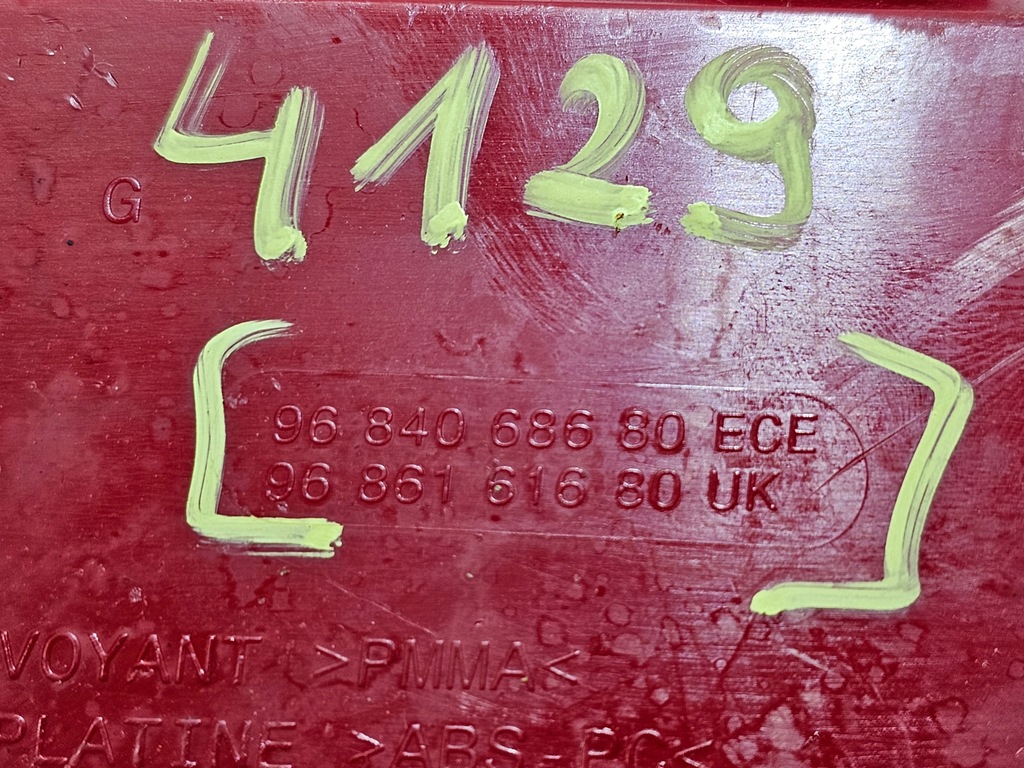 4129
G
96 840 686 80 ECE
96 861 616 80 UK
VOYANT >PMMA<
PLATINE >ABS-PC<